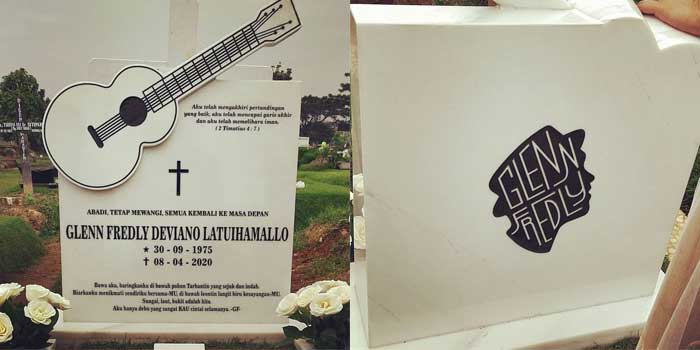 Aku telah mengakhiri pertandingan
yang baik, aku telah mencapai garis akhir
dan aku telah memelihara iman.
( 2 Timotius 4 : 7 )
ABADI, TETAP MEWANGI, SEMUA KEMBALI KE MASA DEPAN
GLENN FREDLY DEVIANO LATUIHAMALLO
★ 30 - 09 - 1975
✝ 08 - 04 - 2020
Bawa aku, baringkanku di bawah pohon Tarbantin yang sejuk dan indah.
Biarkanku menikmati sendiriku bersama-MU, di bawah lentin langit biru kesayangan-MU.
Sungai, laut, bukit adalah kita.
Aku hanya debu yang sangat KAU cintai selamanya. -GF-
GLENN
FREDLY